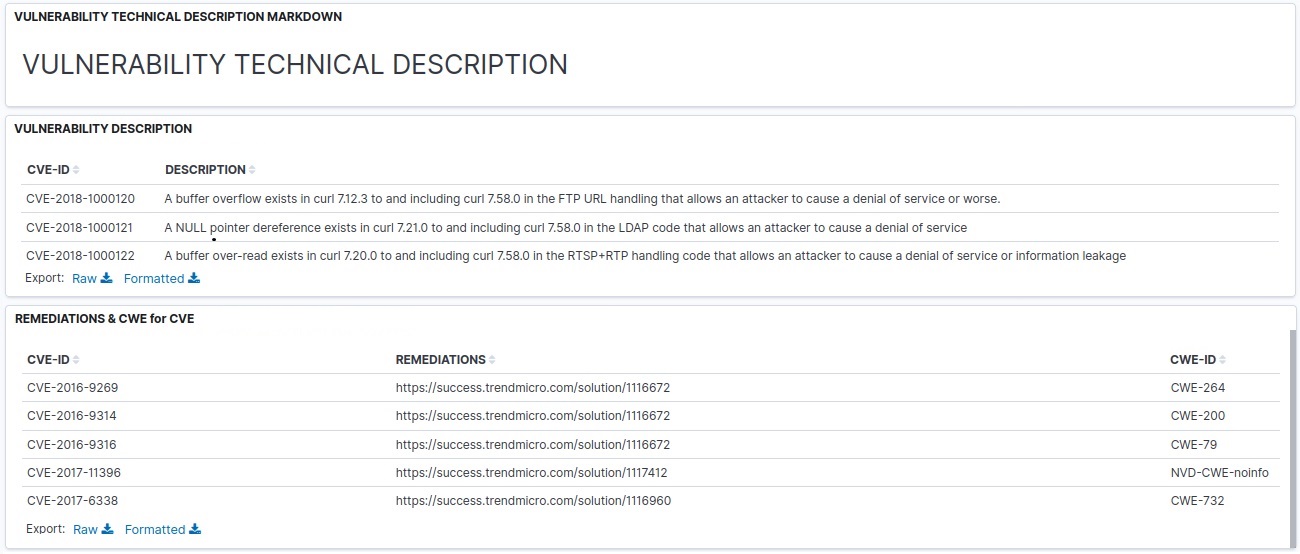 VULNERABILITY TECHNICAL DESCRIPTION MARKDOWN
VULNERABILITY TECHNICAL DESCRIPTION
VULNERABILITY DESCRIPTION
CVE-ID DESCRIPTION
CVE-2018-1000120 A buffer overflow exists in curl 7.12.3 to and including curl 7.58.0 in the FTP URL handling that allows an attacker to cause a denial of service or worse.
CVE-2018-1000121 A NULL pointer dereference exists in curl 7.21.0 to and including curl 7.58.0 in the LDAP code that allows an attacker to cause a denial of service
CVE-2018-1000122 A buffer over-read exists in curl 7.20.0 to and including curl 7.58.0 in the RTSP+RTP handling code that allows an attacker to cause a denial of service or information leakage
Export: Raw Formatted
REMEDIATIONS & CWE for CVE
CVE-ID REMEDIATIONS CWE-ID
CVE-2016-9269 https://success.trendmicro.com/solution/1116672 CWE-264
CVE-2016-9314 https://success.trendmicro.com/solution/1116672 CWE-200
CVE-2016-9316 https://success.trendmicro.com/solution/1116672 CWE-79
CVE-2017-11396 https://success.trendmicro.com/solution/1117412 NVD-CWE-noinfo
CVE-2017-6338 https://success.trendmicro.com/solution/1116960 CWE-732
Export: Raw Formatted